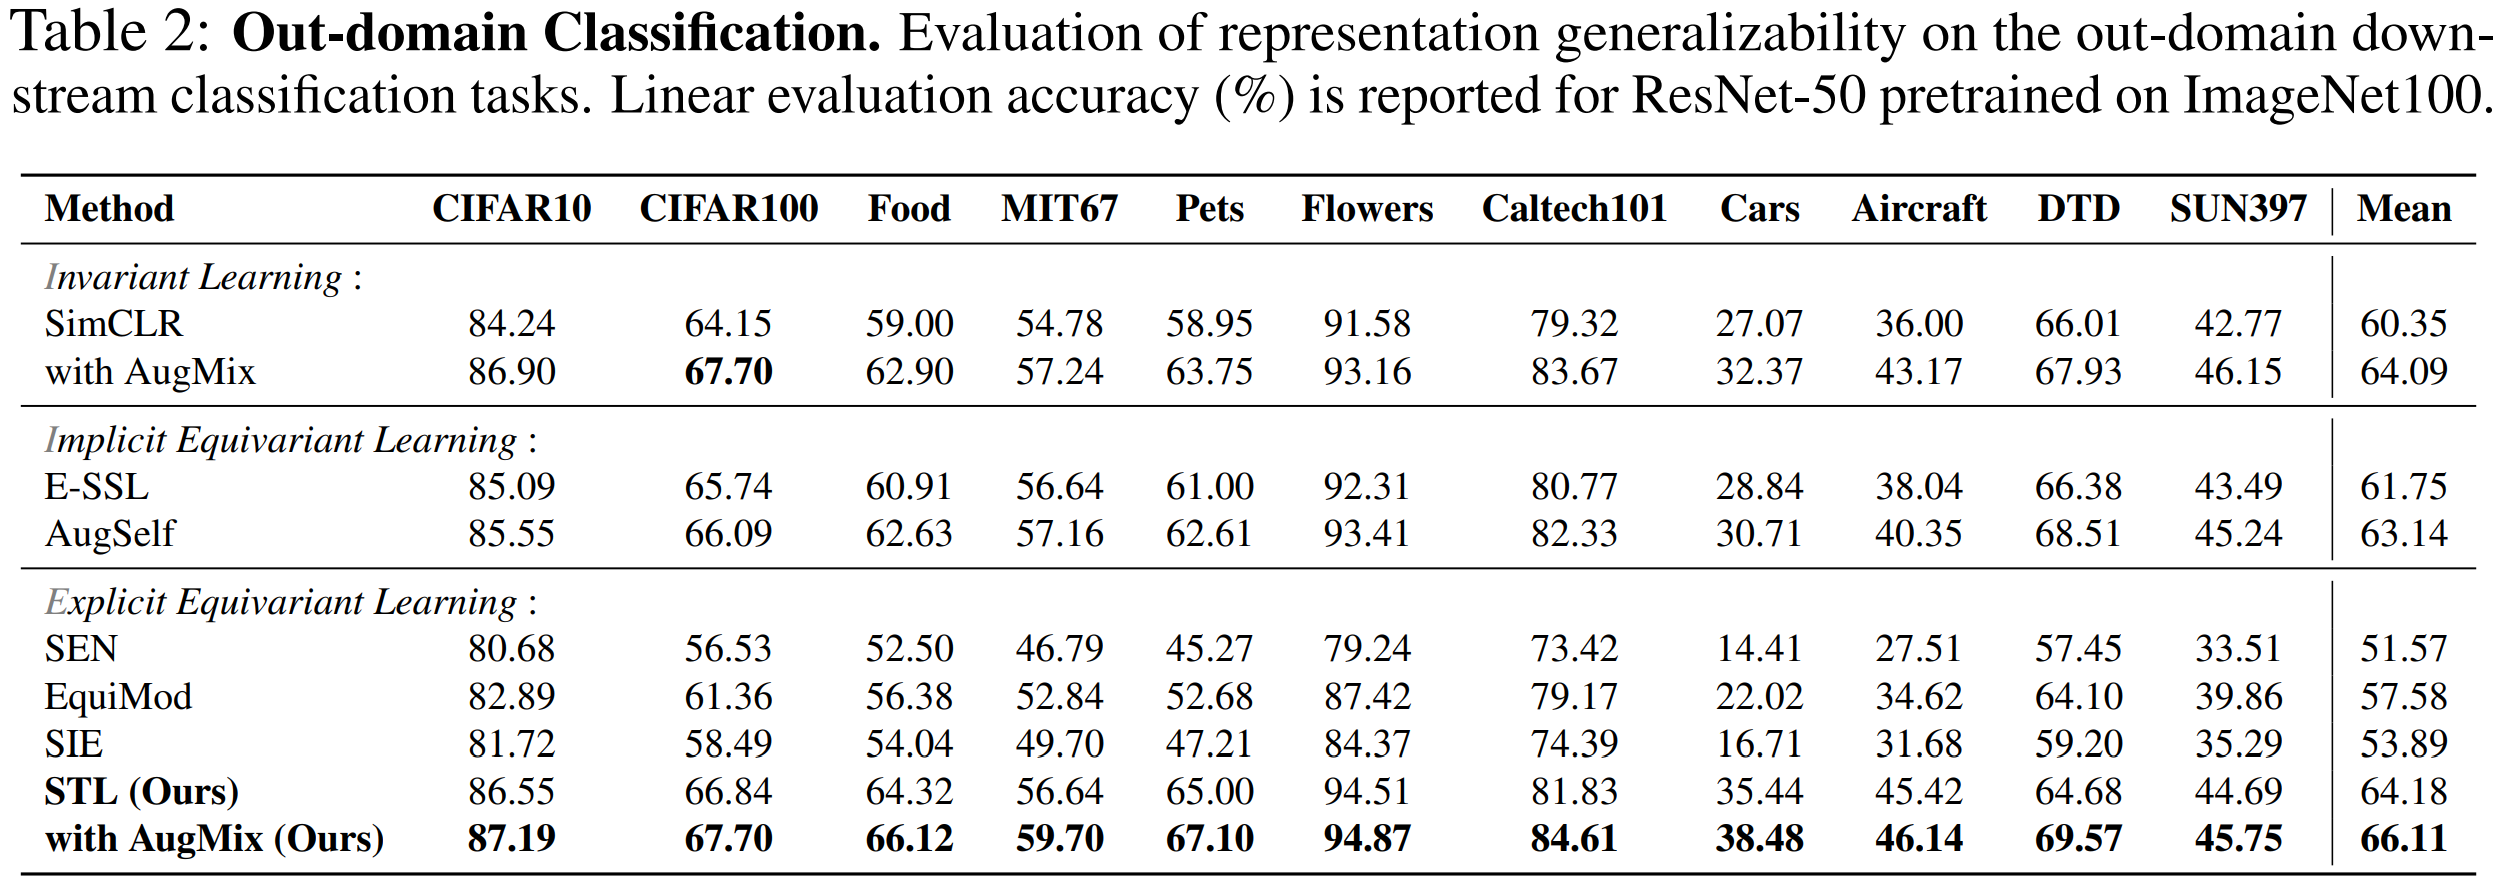 Table 2: Out-domain Classification. Evaluation of representation generalizability on the out-domain down-
stream classification tasks. Linear evaluation accuracy (%) is reported for ResNet-50 pretrained on ImageNet100.
Method CIFAR10 CIFAR100 Food MIT67 Pets Flowers Caltech101 Cars Aircraft DTD SUN397 Mean
Invariant Learning :
SimCLR 84.24 64.15 59.00 54.78 58.95 91.58 79.32 27.07 36.00 66.01 42.77 60.35
with AugMix 86.90 67.70 62.90 57.24 63.75 93.16 83.67 32.37 43.17 67.93 46.15 64.09
Implicit Equivariant Learning :
E-SSL 85.09 65.74 60.91 56.64 61.00 92.31 80.77 28.84 38.04 66.38 43.49 61.75
AugSelf 85.55 66.09 62.63 57.16 62.61 93.41 82.33 30.71 40.35 68.51 45.24 63.14
Explicit Equivariant Learning :
SEN 80.68 56.53 52.50 46.79 45.27 79.24 73.42 14.41 27.51 57.45 33.51 51.57
EquiMod 82.89 61.36 56.38 52.84 52.68 87.42 79.17 22.02 34.62 64.10 39.86 57.58
SIE 81.72 58.49 54.04 49.70 47.21 84.37 74.39 16.71 31.68 59.20 35.29 53.89
STL (Ours) 86.55 66.84 64.32 56.64 65.00 94.51 81.83 35.44 45.42 64.68 44.69 64.18
with AugMix (Ours) 87.19 67.70 66.12 59.70 67.10 94.87 84.61 38.48 46.14 69.57 45.75 66.11